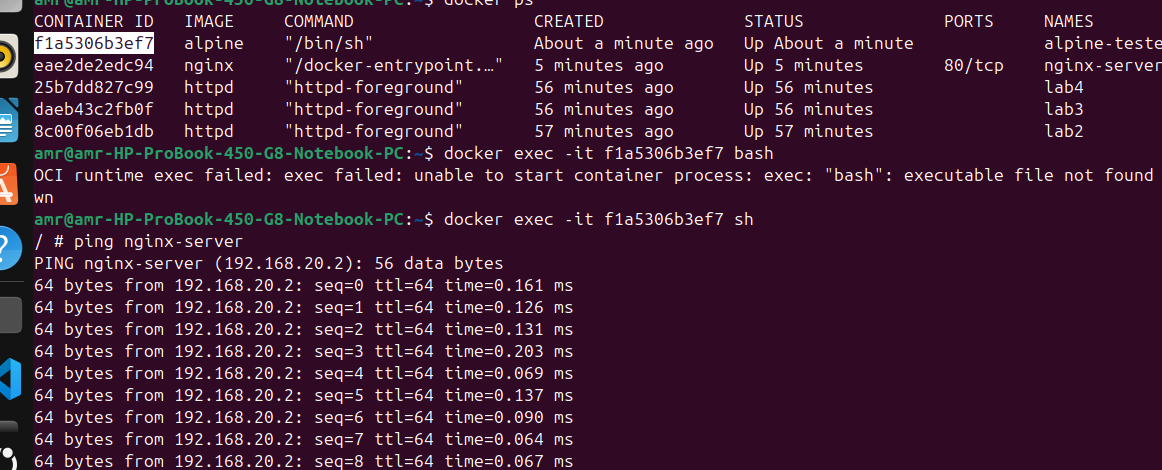 docker ps
CONTAINER ID   IMAGE     COMMAND                  CREATED              STATUS              PORTS     NAMES
f1a5306b3ef7   alpine    "/bin/sh"                About a minute ago   Up About a minute             alpine-teste
eae2de2edc94   nginx     "/docker-entrypoint.…"   5 minutes ago        Up 5 minutes        80/tcp    nginx-server
25b7dd827c99   httpd     "httpd-foreground"       56 minutes ago       Up 56 minutes                 lab4
daeb43c2fb0f   httpd     "httpd-foreground"       56 minutes ago       Up 56 minutes                 lab3
8c00f06eb1db   httpd     "httpd-foreground"       57 minutes ago       Up 57 minutes                 lab2
amr@amr-HP-ProBook-450-G8-Notebook-PC:~$ docker exec -it f1a5306b3ef7 bash
OCI runtime exec failed: exec failed: unable to start container process: exec: "bash": executable file not found
wn
amr@amr-HP-ProBook-450-G8-Notebook-PC:~$ docker exec -it f1a5306b3ef7 sh
/ # ping nginx-server
PING nginx-server (192.168.20.2): 56 data bytes
64 bytes from 192.168.20.2: seq=0 ttl=64 time=0.161 ms
64 bytes from 192.168.20.2: seq=1 ttl=64 time=0.126 ms
64 bytes from 192.168.20.2: seq=2 ttl=64 time=0.131 ms
64 bytes from 192.168.20.2: seq=3 ttl=64 time=0.203 ms
64 bytes from 192.168.20.2: seq=4 ttl=64 time=0.069 ms
64 bytes from 192.168.20.2: seq=5 ttl=64 time=0.137 ms
64 bytes from 192.168.20.2: seq=6 ttl=64 time=0.090 ms
64 bytes from 192.168.20.2: seq=7 ttl=64 time=0.064 ms
64 bytes from 192.168.20.2: seq=8 ttl=64 time=0.067 ms